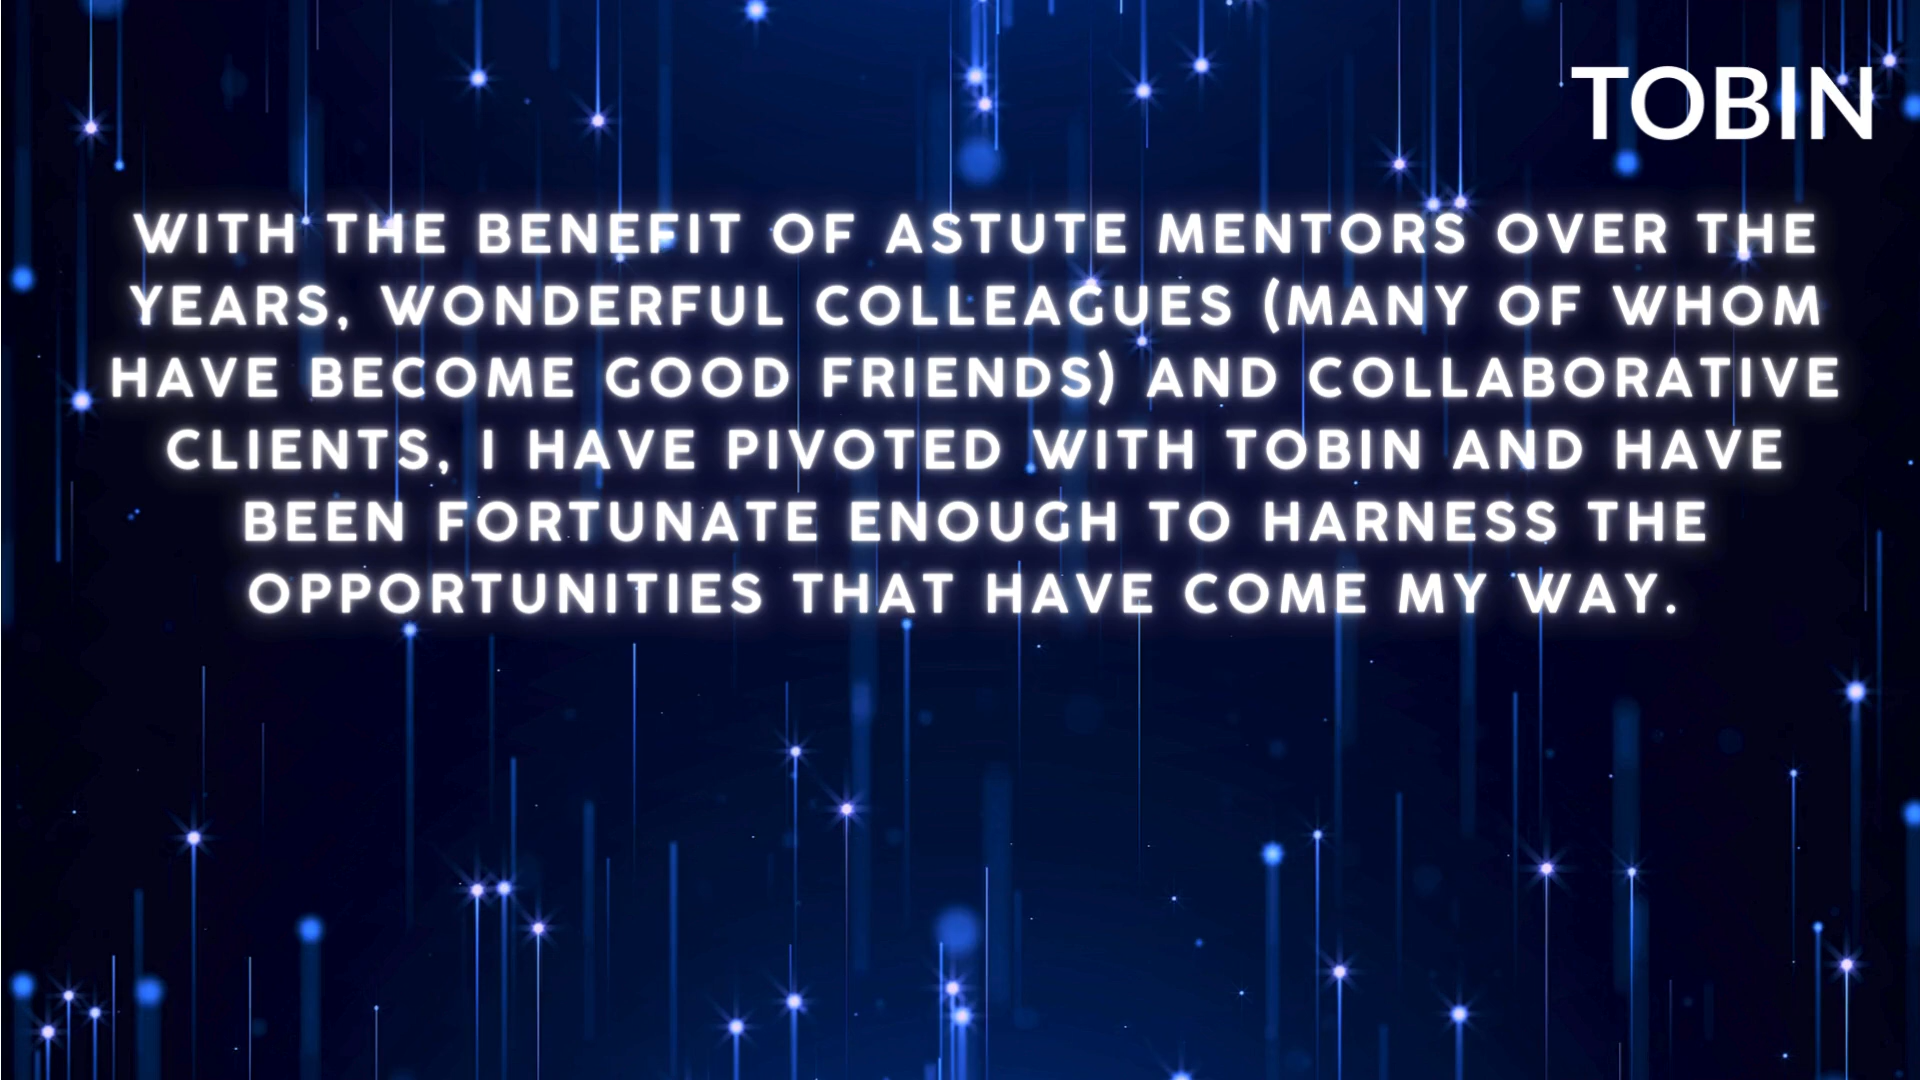 TOBIN
WITH THE BENEFIT OF ASTUTE MENTORS OVER THE
YEARS, WONDERFUL COLLEAGUES (MANY OF WHOM
HAVE BECOME GOOD FRIENDS) AND COLLABORATIVE
CLIENTS, I HAVE PIVOTED WITH TOBIN AND HAVE
BEEN FORTUNATE ENOUGH TO HARNESS THE
OPPORTUNITIES THAT HAVE COME MY WAY.